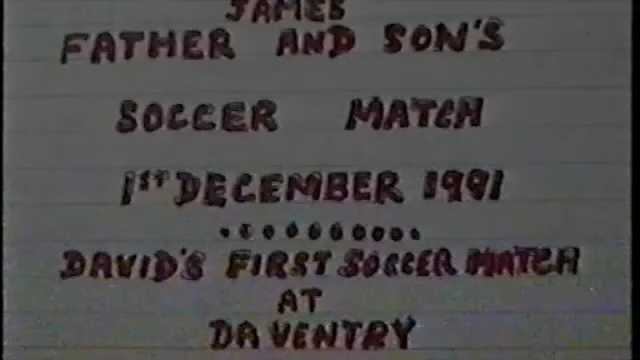 JAMES
FATHER AND SON'S
SOCCER MATCH
1ST DECEMBER 1991
..........
DAVID'S FIRST SOCCER MATCH
AT
DAVENTRY